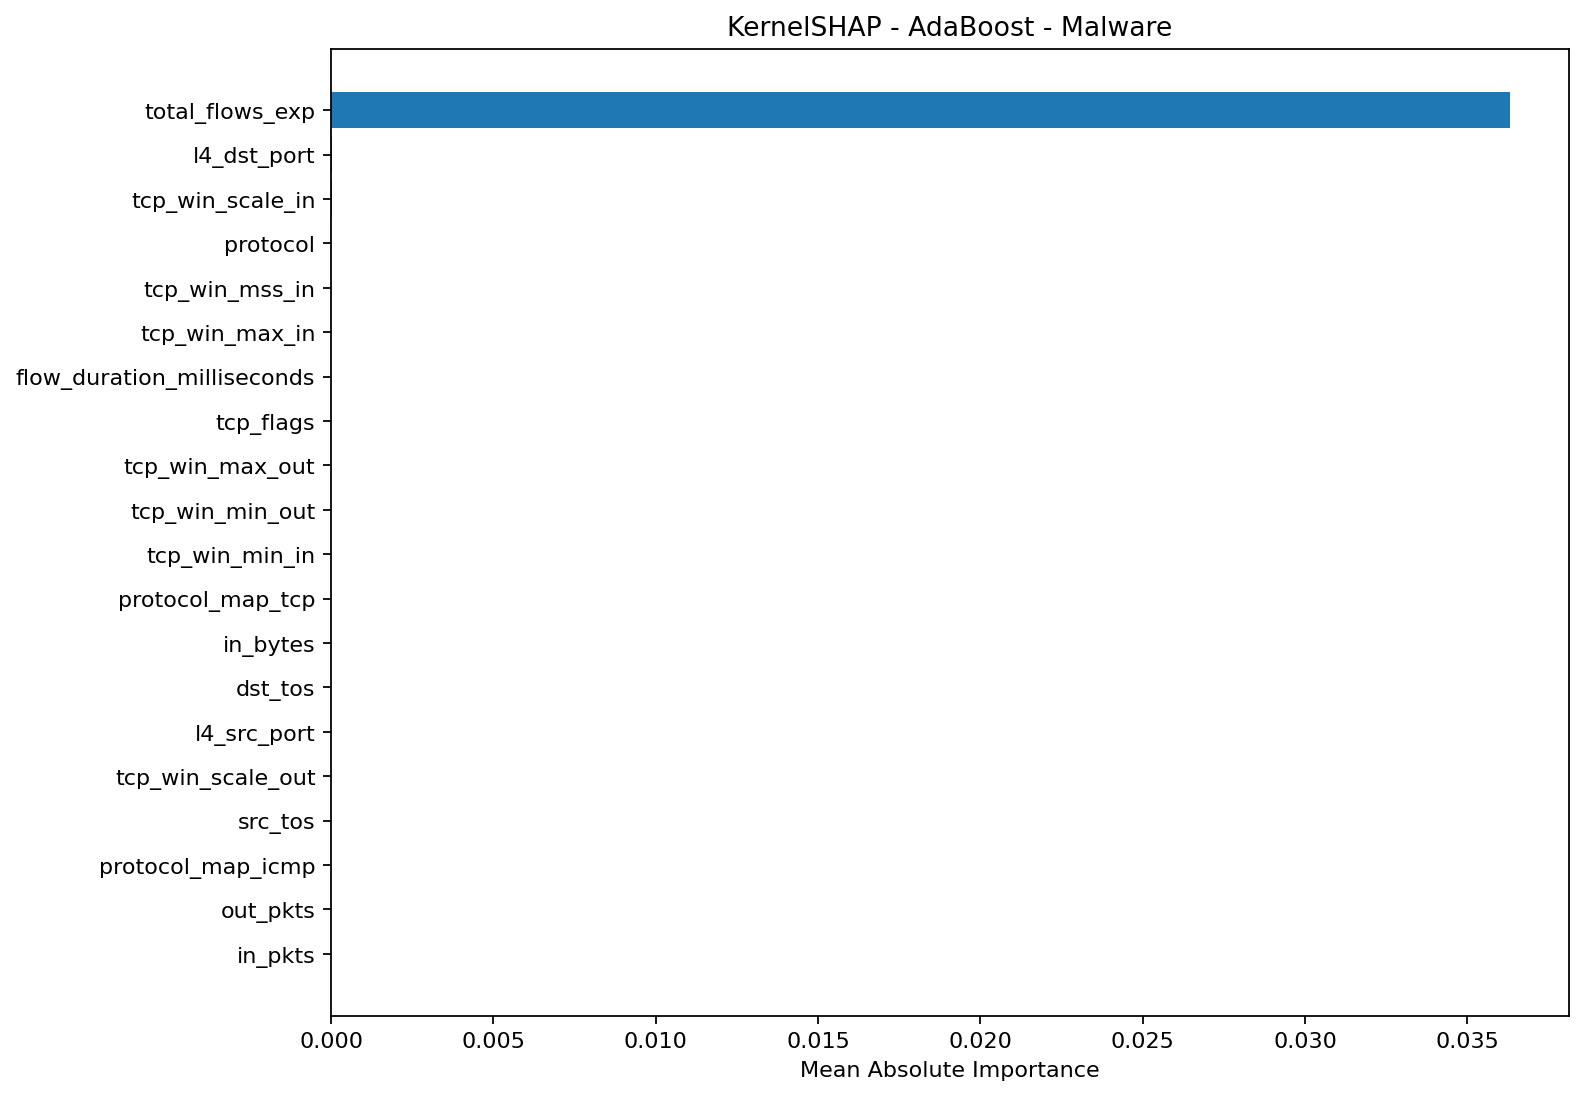 KernelSHAP - AdaBoost - Malware
total_flows_exp
l4_dst_port
tcp_win_scale_in
protocol
tcp_win_mss_in
tcp_win_max_in
flow_duration_milliseconds
tcp_flags
tcp_win_max_out
tcp_win_min_out
tcp_win_min_in
protocol_map_tcp
in_bytes
dst_tos
l4_src_port
tcp_win_scale_out
src_tos
protocol_map_icmp
out_pkts
in_pkts
0.000 0.005 0.010 0.015 0.020 0.025 0.030 0.035
Mean Absolute Importance